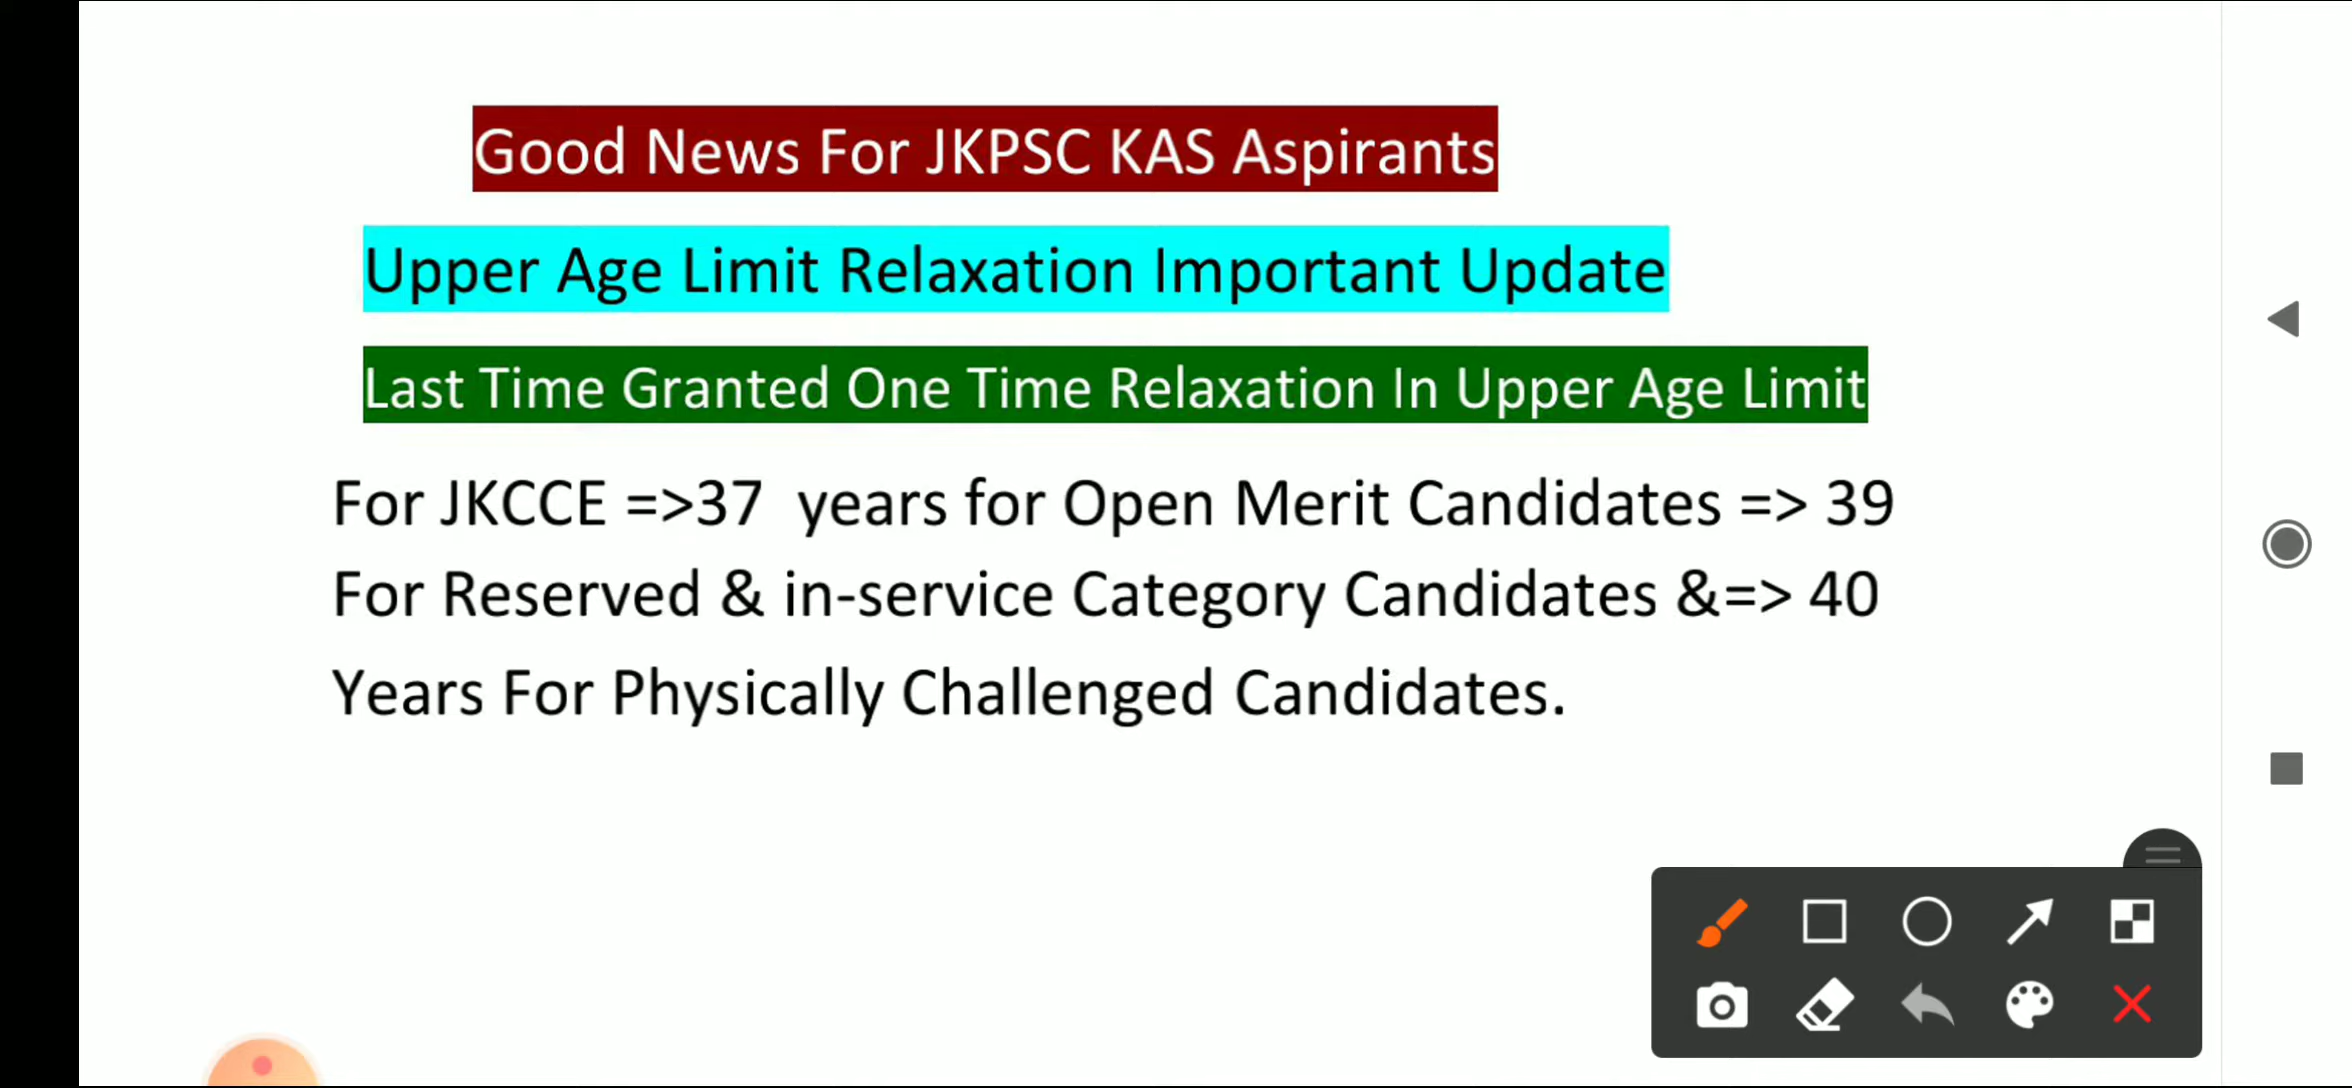 Good News For JKPSC KAS Aspirants
Upper Age Limit Relaxation Important Update
Last Time Granted One Time Relaxation In Upper Age Limit
For JKCCE =>37 years for Open Merit Candidates => 39
For Reserved & in-service Category Candidates &=> 40
Years For Physically Challenged Candidates.